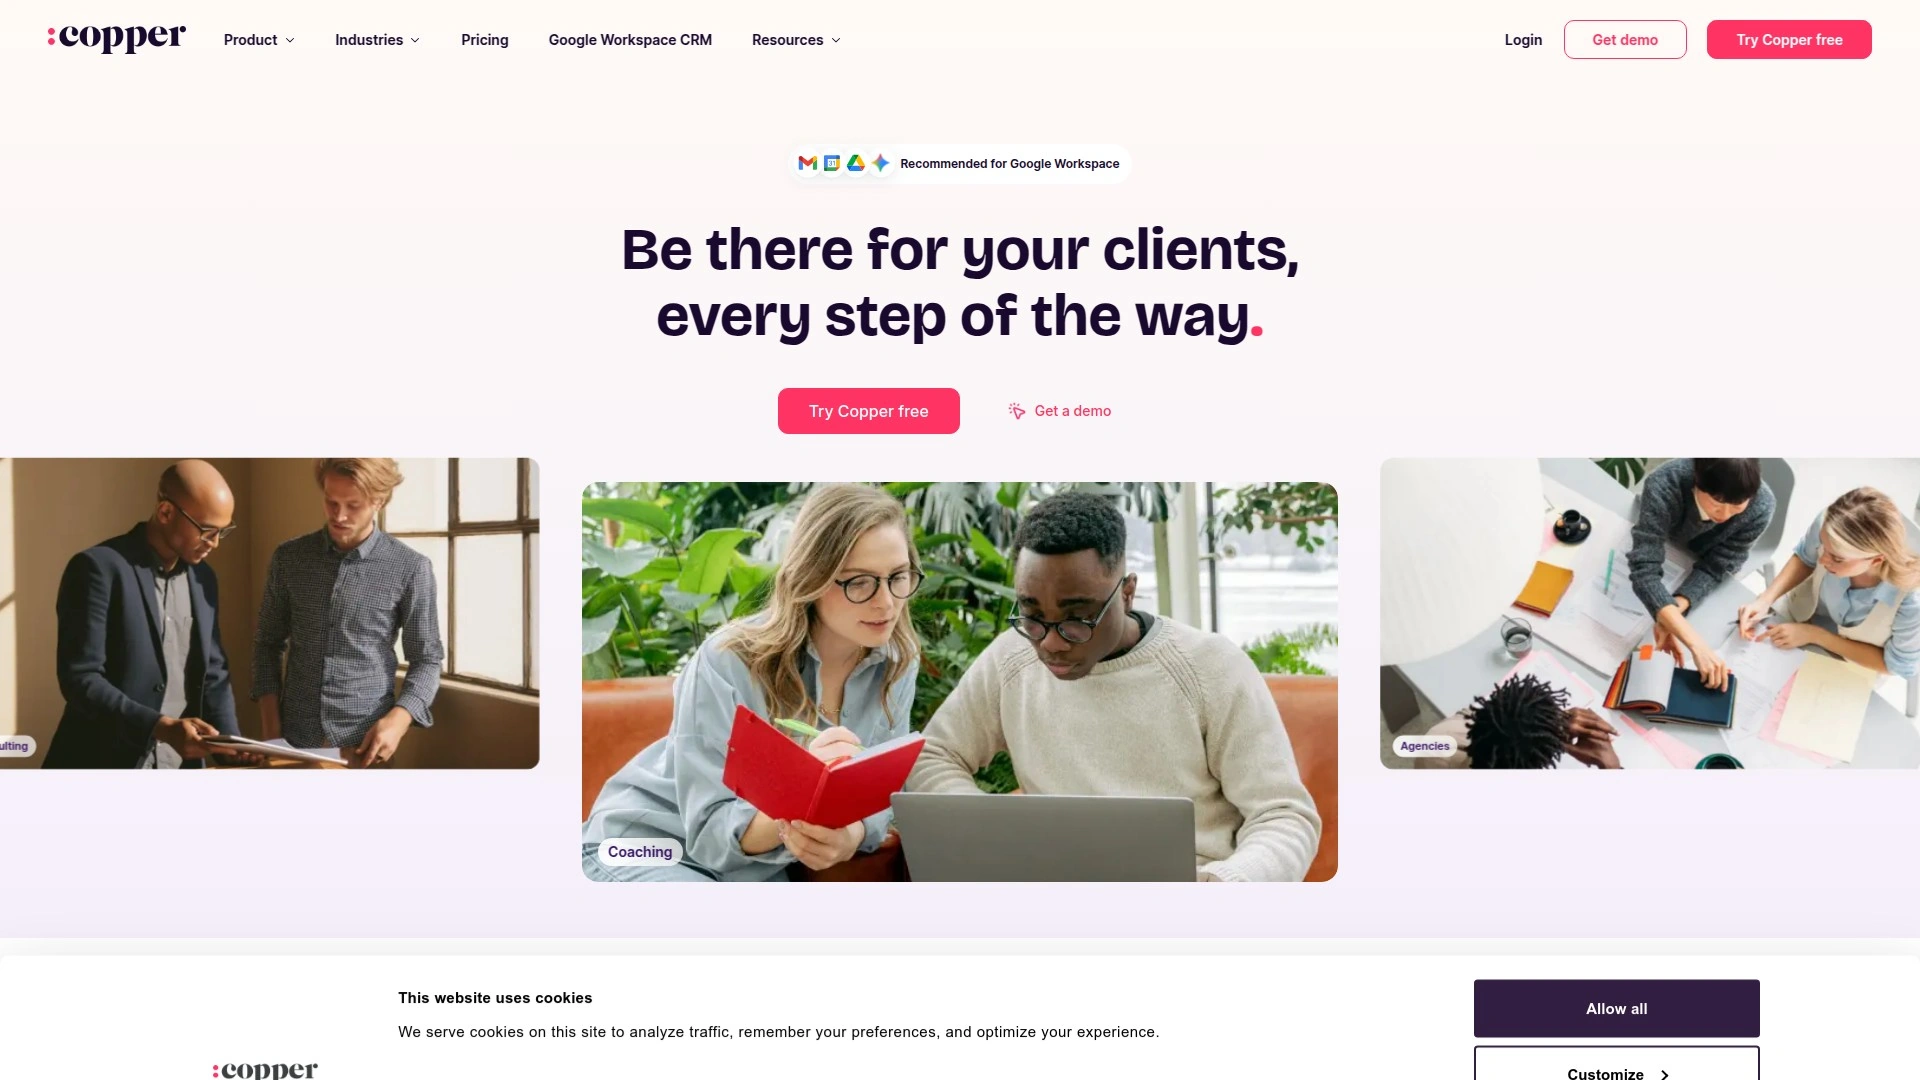 :copper
Product
Industries
Pricing
Google Workspace CRM
Resources
Login
Get demo
Try Copper free
31
Recommended for Google Workspace
Be there for your clients,
every step of the way.
Try Copper free
Get a demo
ulting
Coaching
Agencies
This website uses cookies
We serve cookies on this site to analyze traffic, remember your preferences, and optimize your experience.
:copper
Allow all
Customize